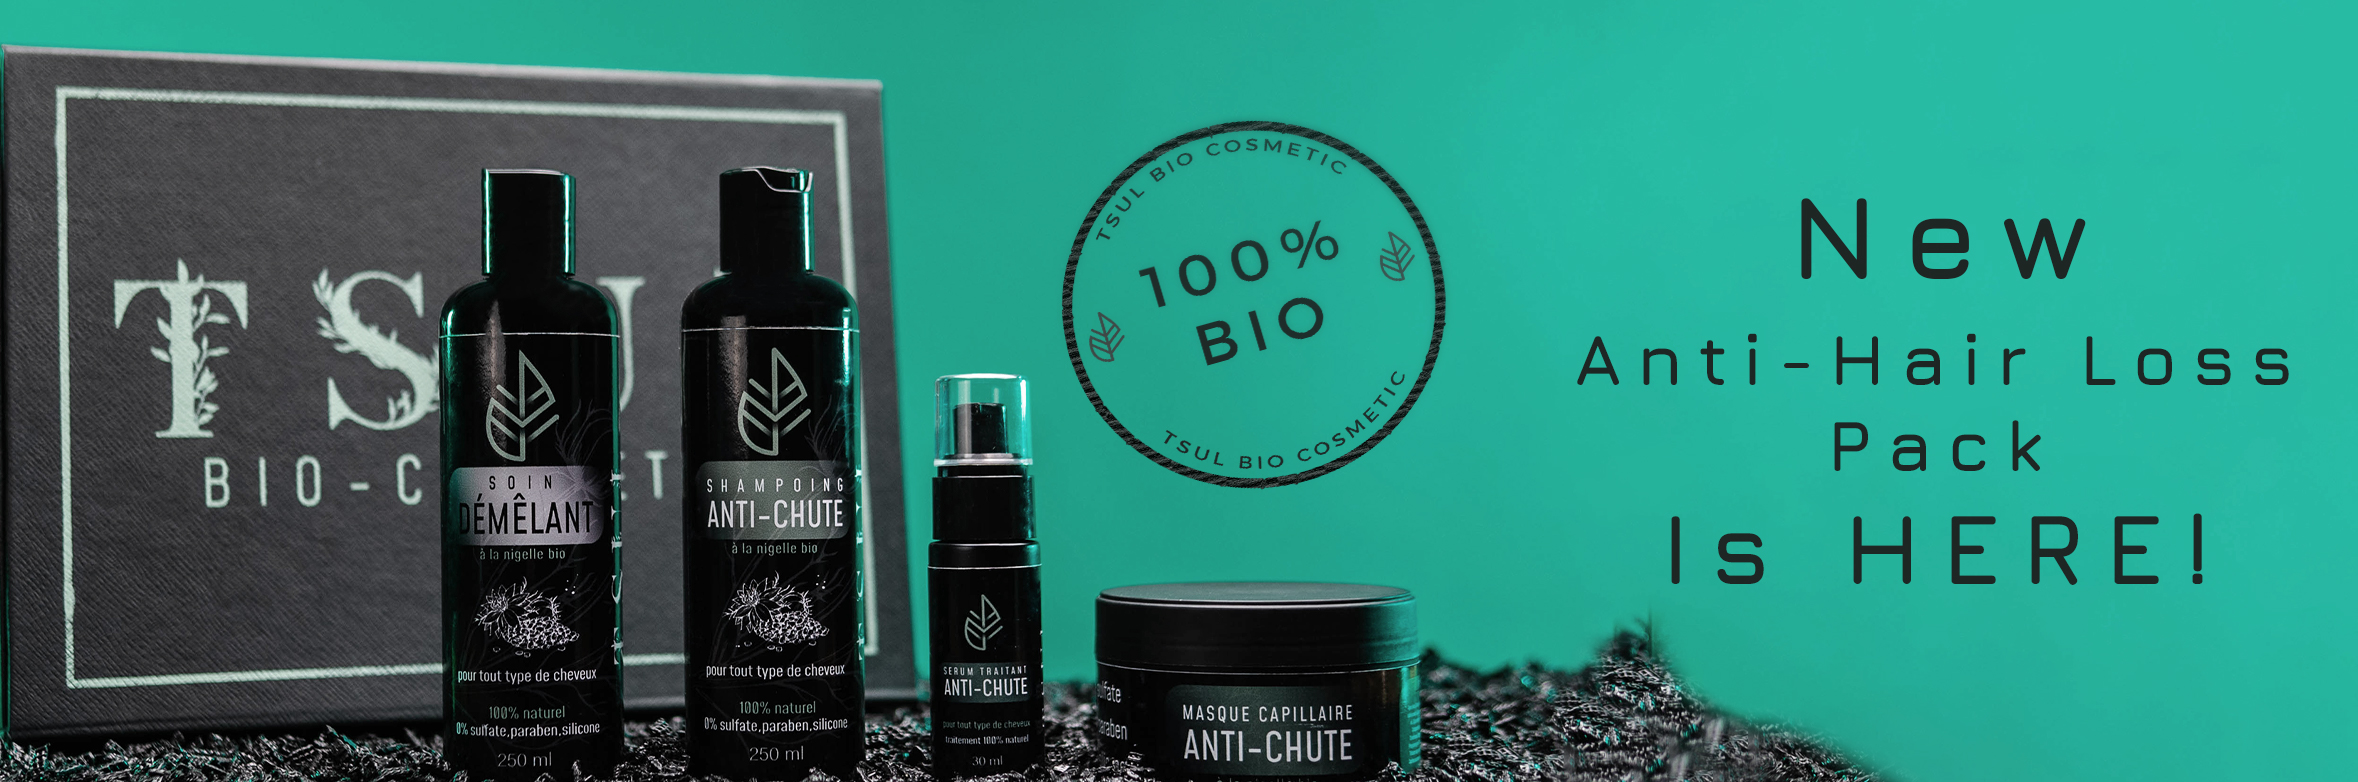 TSUL
BIO-C
ET
SOIN
DÉMÊLANT
à la nigelle bio
pour tout type de cheveux
100% naturel
0% sulfate,paraben,silicone
250 ml
SHAMPOING
ANTI-CHUTE
à la nigelle bio
pour tout type de cheveux
100% naturel
0% sulfate,paraben,silicone
250 ml
SERUM TRAITANT
ANTI-CHUTE
pour tout type de cheveux
traitement 100% naturel
30 ml
MASQUE CAPILLAIRE
ANTI-CHUTE
TSUL BIO COSMETIC
100%
BIO
TSUL BIO COSMETIC
New
Anti-Hair Loss
Pack
Is HERE!